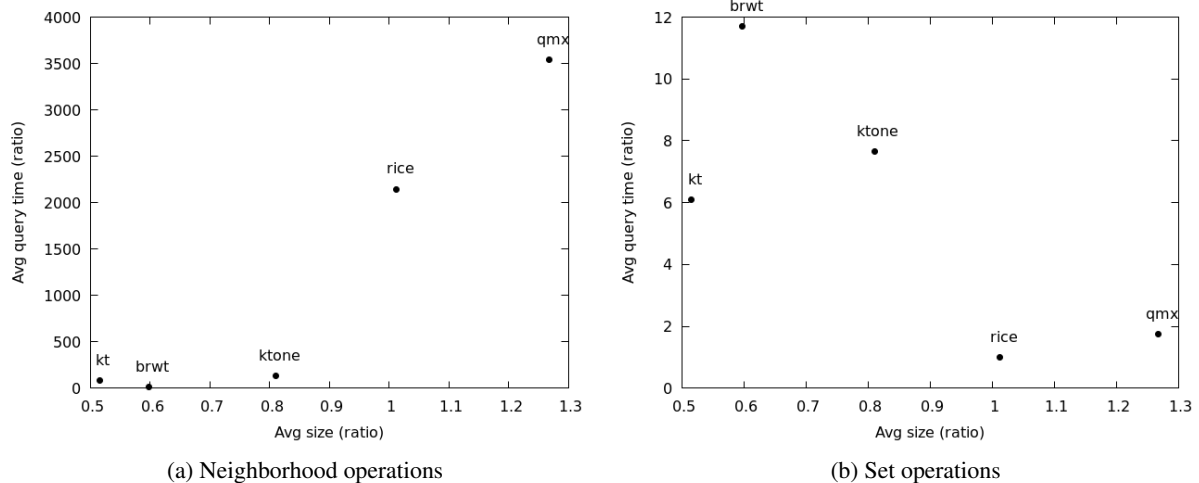 4000
3500
3000
2500
2000
1500
1000
500
0
0.5 0.6 0.7 0.8 0.9 1 1.1 1.2 1.3
Avg query time (ratio)
Avg size (ratio)
qmx
rice
ktone
kt
brwt
(a) Neighborhood operations
12
10
8
6
4
2
0
0.5 0.6 0.7 0.8 0.9 1 1.1 1.2 1.3
Avg query time (ratio)
Avg size (ratio)
brwt
ktone
kt
qmx
rice
(b) Set operations